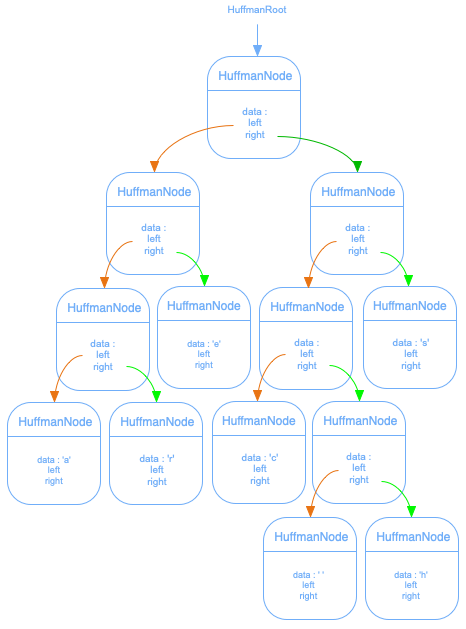 HuffmanRoot
HuffmanNode
data :
left
right
HuffmanNode
data :
left
right
HuffmanNode
data :
left
right
HuffmanNode
data :
left
right
HuffmanNode
data : 'e'
left
right
HuffmanNode
data :
left
right
HuffmanNode
data : 's'
left
right
HuffmanNode
data : 'a'
left
right
HuffmanNode
data : 'r'
left
right
HuffmanNode
data : 'c'
left
right
HuffmanNode
data :
left
right
HuffmanNode
data : ' '
left
right
HuffmanNode
data : 'h'
left
right